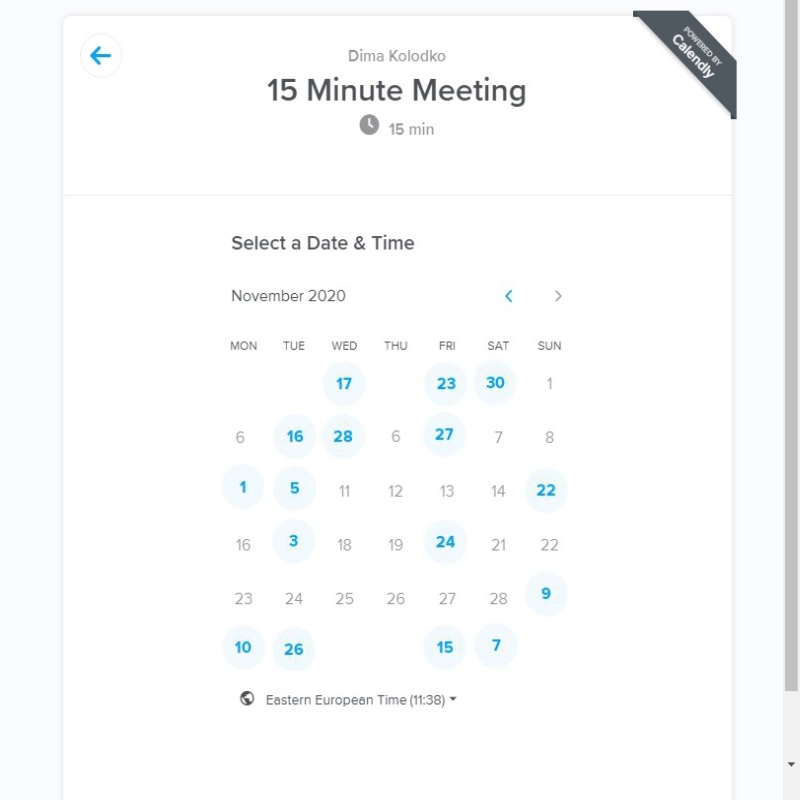 Dima Kolodko
15 Minute Meeting
15 min
POWERED BY
Calendly
Select a Date & Time
November 2020
MON TUE WED THU FRI SAT SUN
17 23 30 1
6 16 28 6 27 7 8
1 5 11 12 13 14 22
16 3 18 19 24 21 22
23 24 25 26 27 28 9
10 26 15 7
Eastern European Time (11:38)